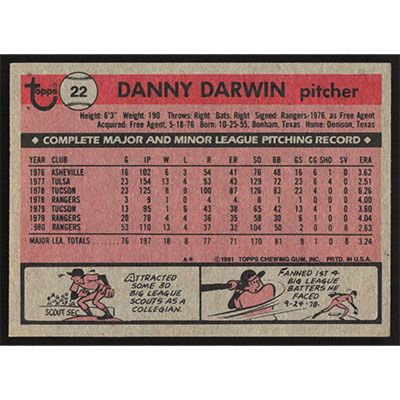 topps 22 DANNY DARWIN pitcher
Height: 6'3" Weight: 190 Throws: Right Bats: Right Signed: Rangers-1976, as Free Agent
Acquired: Free Agent, 5-18-76 Born: 10-25-55, Bonham, Texas Home: Denison, Texas
COMPLETE MAJOR AND MINOR LEAGUE PITCHING RECORD
YEAR CLUB G IP W L R ER SO BB GS CG SHO SV ERA
1976 ASHEVILLE 16 102 6 3 54 41 76 48 16 6 1 0 3.62
1977 TULSA 23 154 13 4 53 43 72 23 6 4 0 2.51
1978 TUCSON 23 125 8 9 100 87 126 83 23 4 0 0 6.26
1978 RANGERS 3 9 1 0 4 4 8 1 1 0 0 0
1979 TUCSON 13 95 6 6 43 38 65 42 13 4 0 0 3.60
1979 RANGERS 20 78 4 4 36 35 58 30 6 1 0 0 4.04
1980 RANGERS 53 110 13 4 37 32 104 50 2 0 0 8 2.63
MAJOR LEA. TOTALS 76 197 18 8 77 71 170 81 9 1 0 8 3.24
A* ©1981 TOPPS CHEWING GUM, INC. PRTD. IN U.S.A.
SCOUT SEC.
ATTRACTED
SOME 30
BIG LEAGUE
SCOUTS AS A
COLLEGIAN.
FANNED 1ST 4
BIG LEAGUE
BATTERS HE
FACED
9-24-78.